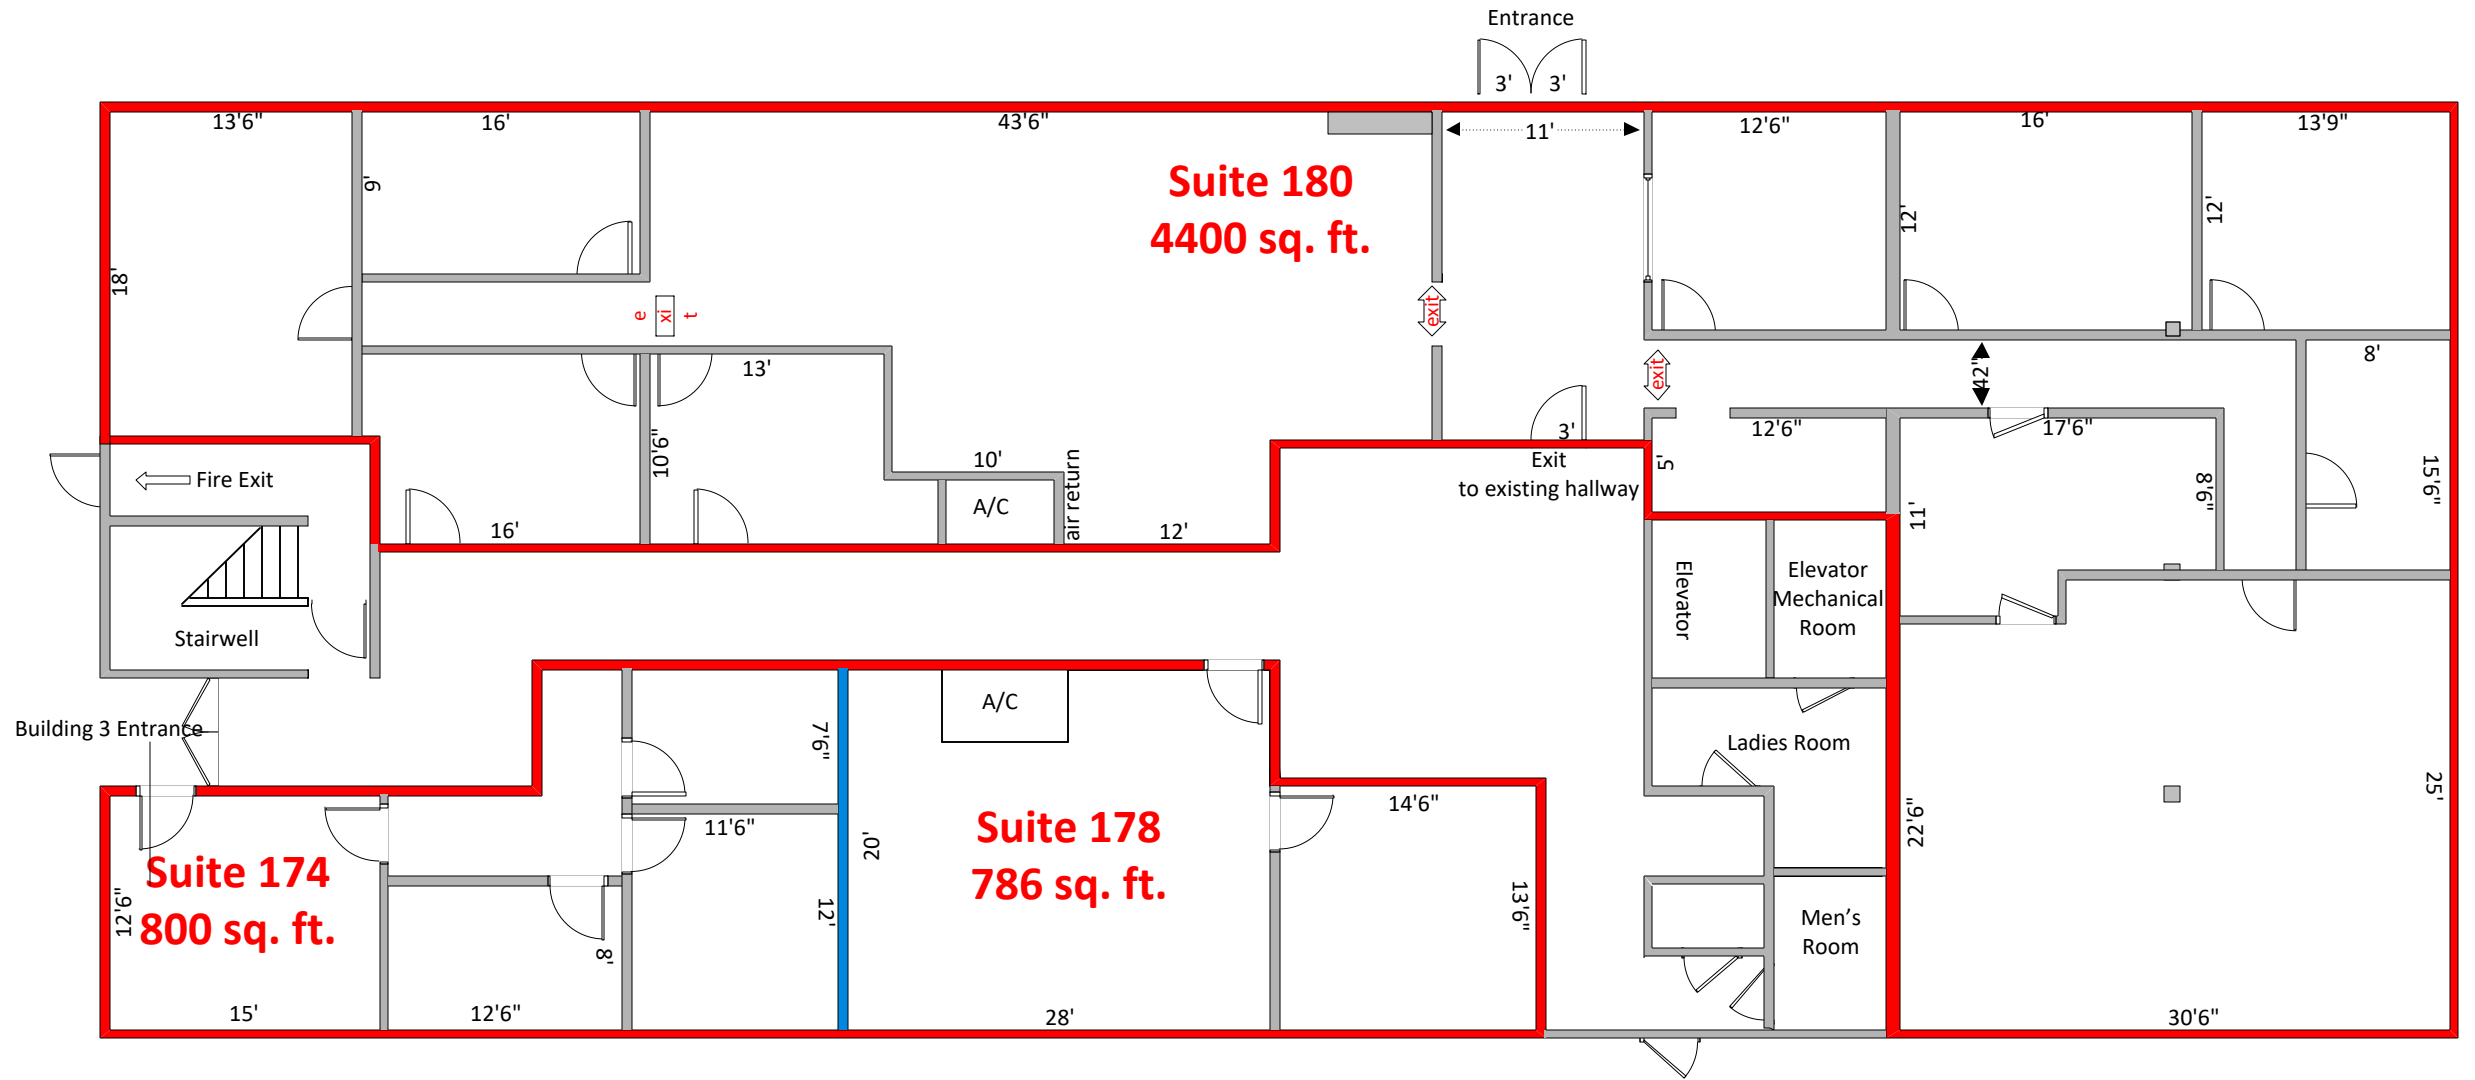 Entrance
3' 3'
13'6"
16'
43'6"
11'
12'6"
16'
13'9"
9'
18'
Suite 180
4400 sq. ft.
12'
12'
e xi t
exit
exit
42"
8'
13'
10'6"
10'
air return
A/C
16'
12'
3'
Exit
to existing hallway
5'
12'6"
17'6"
9'8"
15'6"
11'
Fire Exit
Stairwell
Elevator
Elevator
Mechanical
Room
Building 3 Entrance
A/C
7'6"
Ladies Room
11'6"
20'
14'6"
Suite 178
786 sq. ft.
Suite 174
800 sq. ft.
12'6"
12'
13'6"
22'6"
25'
8'
Men's
Room
15'
12'6"
28'
30'6"